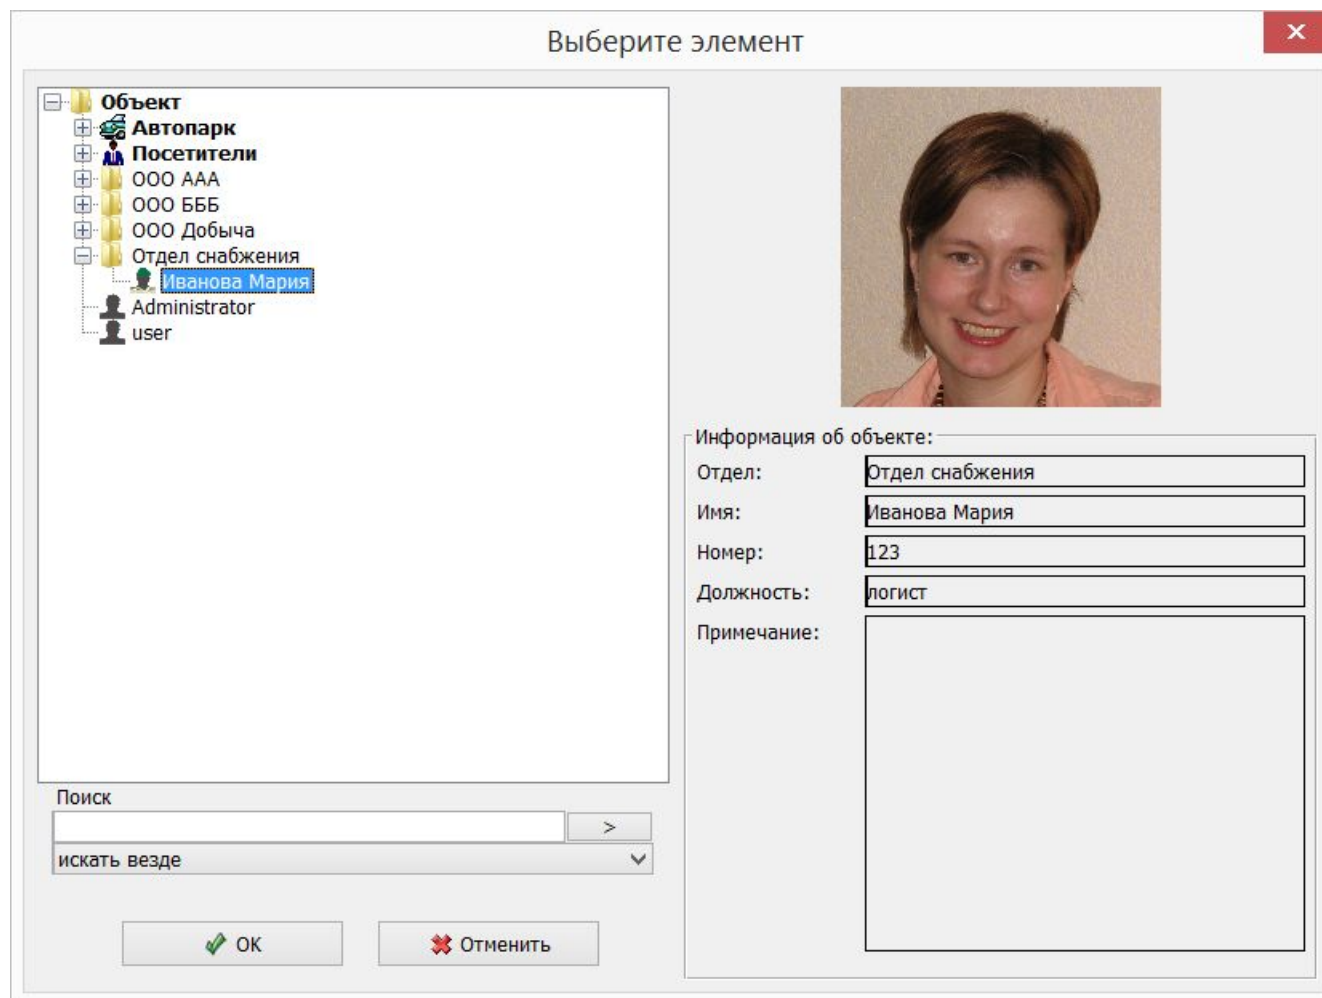 Выберите элемент
Объект
Автопарк
Посетители
ООО ААА
ООО БББ
ООО Добыча
Отдел снабжения
Иванова Мария
Administrator
user
Поиск
>
искать везде
OK
Отменить
Информация об объекте:
Отдел: Отдел снабжения
Имя: Иванова Мария
Номер: 123
Должность: логист
Примечание: